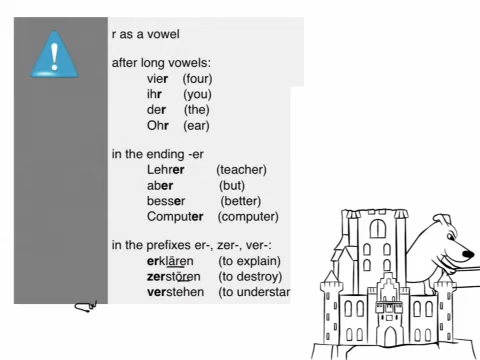 r as a vowel
after long vowels:
vier (four)
ihr (you)
der (the)
Ohr (ear)
in the ending -er
Lehrer (teacher)
aber (but)
besser (better)
Computer (computer)
in the prefixes er-, zer-, ver-:
erklären (to explain)
zerstören (to destroy)
verstehen (to understan